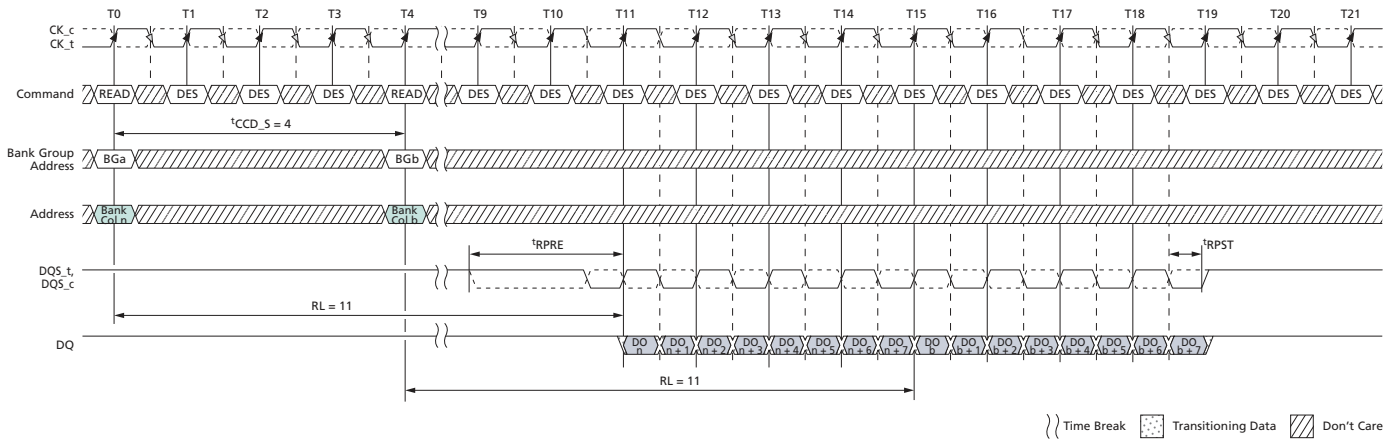 T0 T1 T2 T3 T4 T9 T10 T11 T12 T13 T14 T15 T16 T17 T18 T19 T20 T21
CK_c
CK_t
Command READ DES DES DES READ DES DES DES DES DES DES DES DES DES DES DES DES DES
tCCD_S = 4
Bank Group
Address
BGa BGb
Address
Bank
Col n
Bank
Col b
tRPRE tRPST
DQS_t,
DQS_c
RL = 11
DQ
DO
n
DO
n + 1
DO
n + 2
DO
n + 3
DO
n + 4
DO
n + 5
DO
n + 6
DO
n + 7
DO
b
DO
b + 1
DO
b + 2
DO
b + 3
DO
b + 4
DO
b + 5
DO
b + 6
DO
b + 7
RL = 11
Time Break Transitioning Data Don't Care